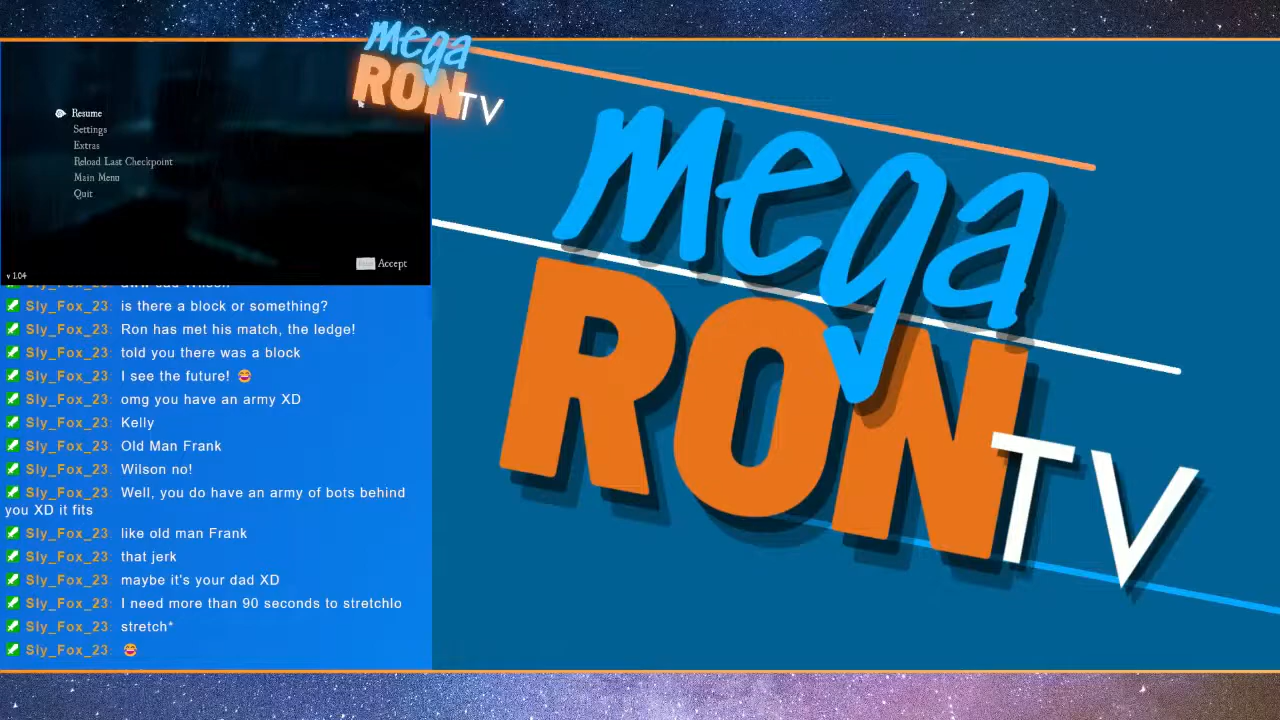 mega
RON TV
Resume
Settings
Extras
Reload Last Checkpoint
Main Menu
Quit
Accept
v 1.04
Sly_Fox_23: aww dad Wilson
Sly_Fox_23: is there a block or something?
Sly_Fox_23: Ron has met his match, the ledge!
Sly_Fox_23: told you there was a block
Sly_Fox_23: I see the future! 😂
Sly_Fox_23: omg you have an army XD
Sly_Fox_23: Kelly
Sly_Fox_23: Old Man Frank
Sly_Fox_23: Wilson no!
Sly_Fox_23: Well, you do have an army of bots behind
you XD it fits
Sly_Fox_23: like old man Frank
Sly_Fox_23: that jerk
Sly_Fox_23: maybe it's your dad XD
Sly_Fox_23: I need more than 90 seconds to stretchlo
Sly_Fox_23: stretch*
Sly_Fox_23: 😂
mega
RON
TV